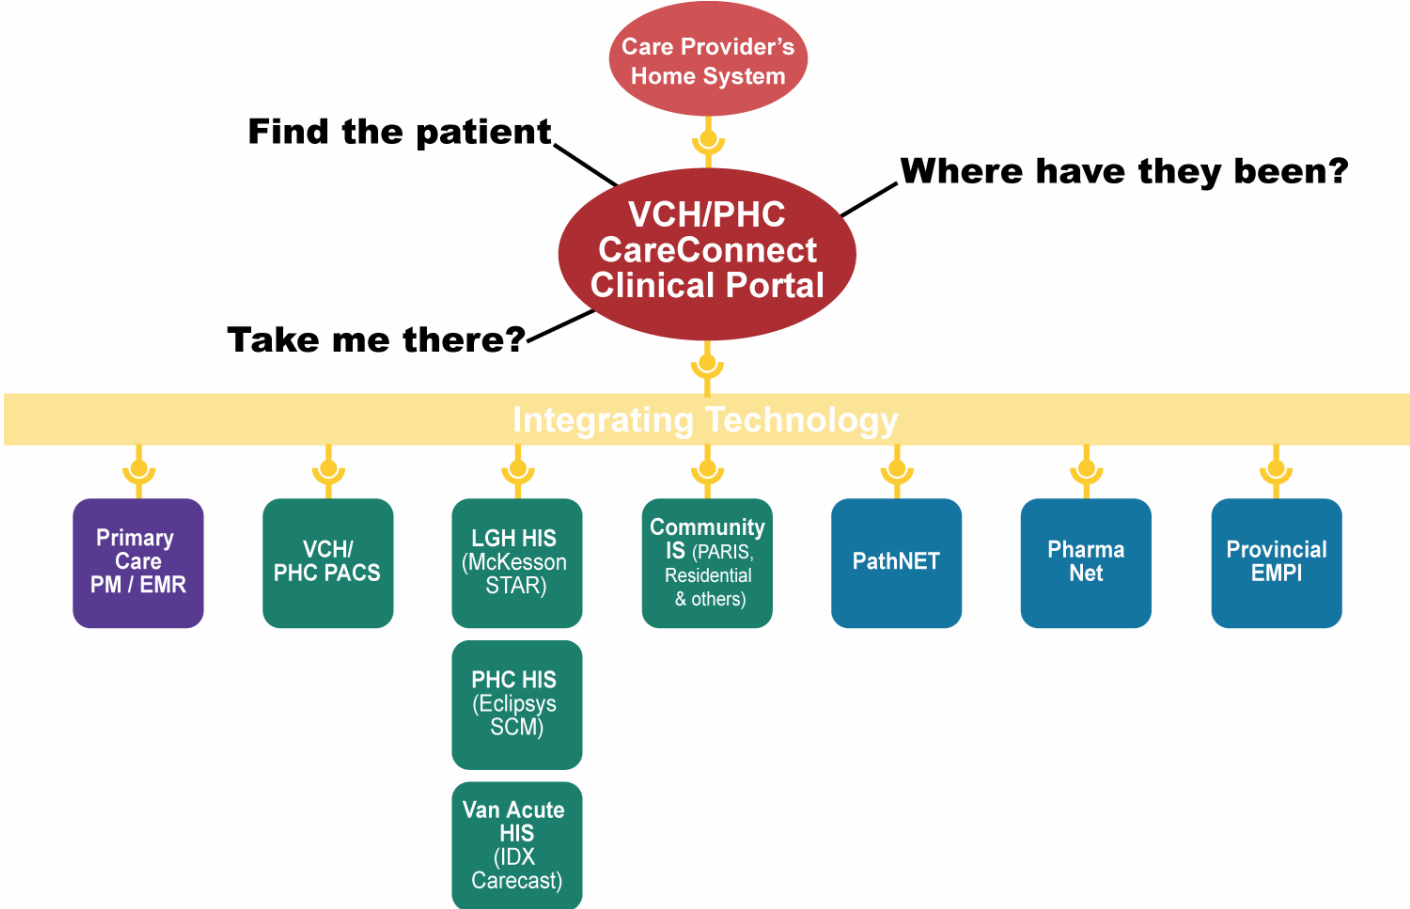 Care Provider's
Home System
Find the patient
Where have they been?
VCH/PHC
CareConnect
Clinical Portal
Take me there?
Integrating Technology
Primary
Care
PM / EMR
VCH/
PHC PACS
LGH HIS
(McKesson
STAR)
Community
IS (PARIS,
Residential
& others)
PathNET
Pharma
Net
Provincial
EMPI
PHC HIS
(Eclipsys
SCM)
Van Acute
HIS
(IDX
Carecast)